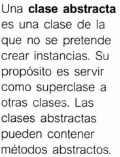 Una clase abstracta
es una clase de la
que no se pretende
crear instancias. Su
propósito es servir
como superclase a
otras clases. Las
clases abstractas
pueden contener
métodos abstractos.